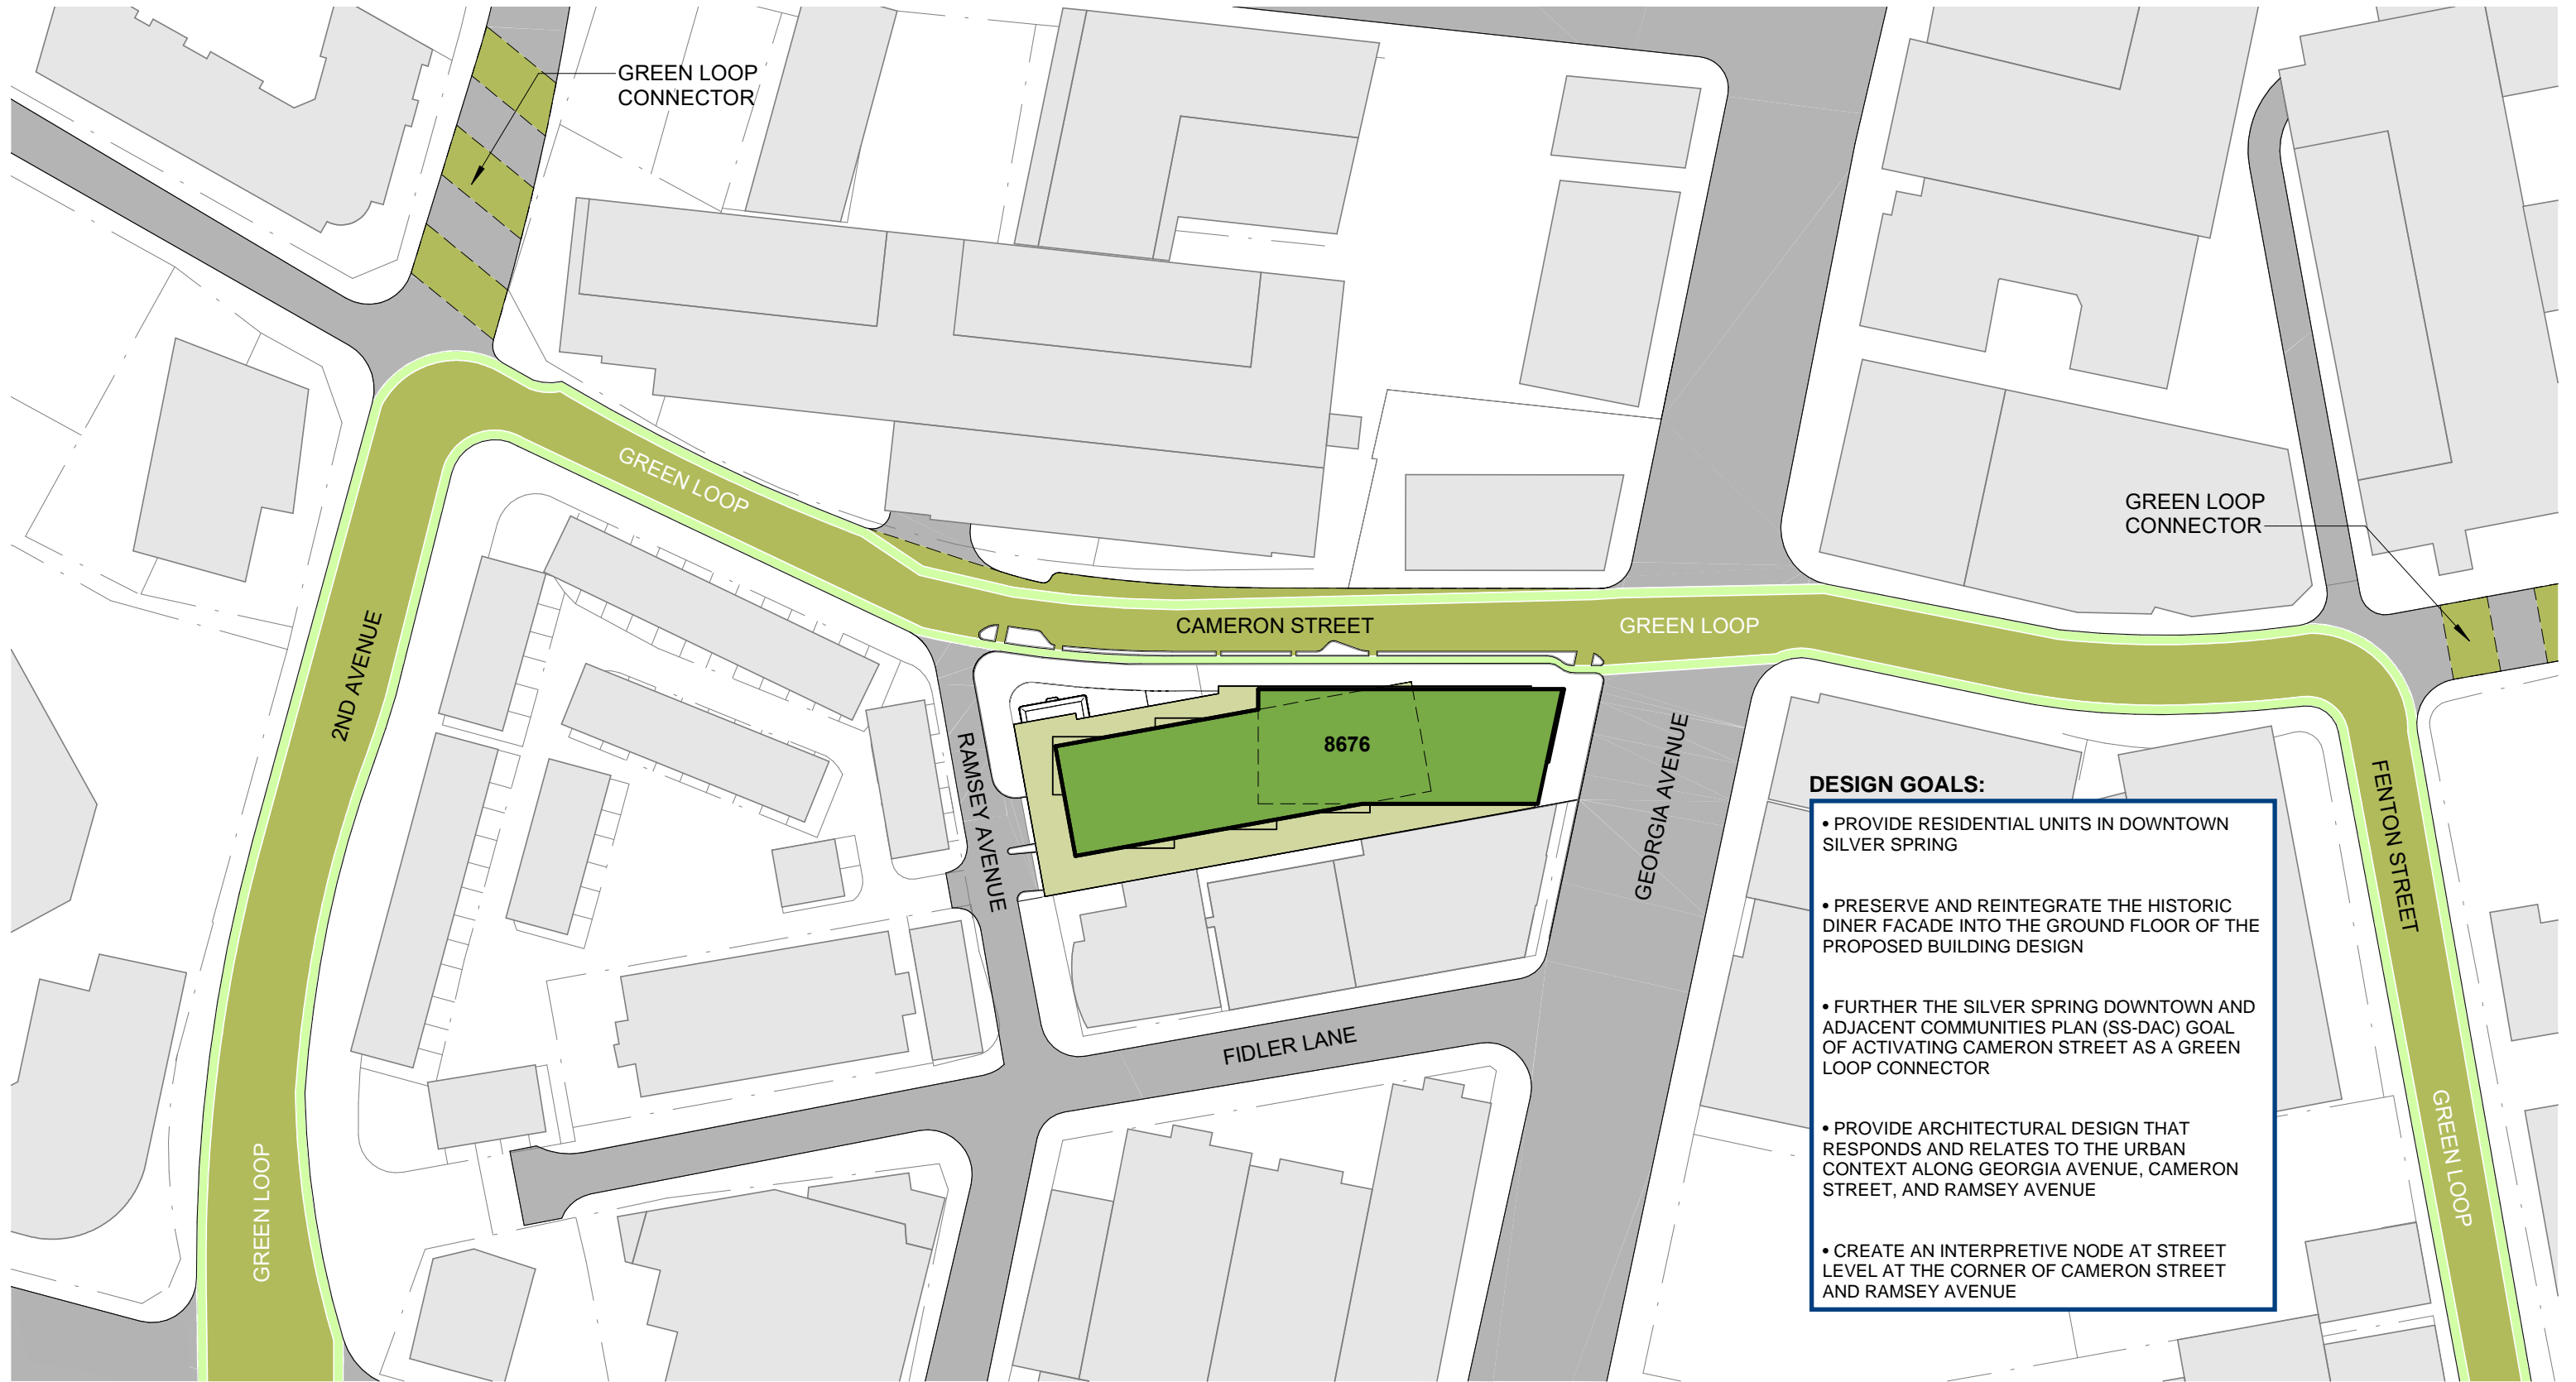 GREEN LOOP
CONNECTOR
GREEN LOOP
GREEN LOOP
CONNECTOR
CAMERON STREET
GREEN LOOP
2ND AVENUE
RAMSEY AVENUE
8676
GEORGIA AVENUE
FENTON STREET
FIDLER LANE
GREEN LOOP
GREEN LOOP
DESIGN GOALS:
• PROVIDE RESIDENTIAL UNITS IN DOWNTOWN
SILVER SPRING
• PRESERVE AND REINTEGRATE THE HISTORIC
DINER FACADE INTO THE GROUND FLOOR OF THE
PROPOSED BUILDING DESIGN
• FURTHER THE SILVER SPRING DOWNTOWN AND
ADJACENT COMMUNITIES PLAN (SS-DAC) GOAL
OF ACTIVATING CAMERON STREET AS A GREEN
LOOP CONNECTOR
• PROVIDE ARCHITECTURAL DESIGN THAT
RESPONDS AND RELATES TO THE URBAN
CONTEXT ALONG GEORGIA AVENUE, CAMERON
STREET, AND RAMSEY AVENUE
• CREATE AN INTERPRETIVE NODE AT STREET
LEVEL AT THE CORNER OF CAMERON STREET
AND RAMSEY AVENUE